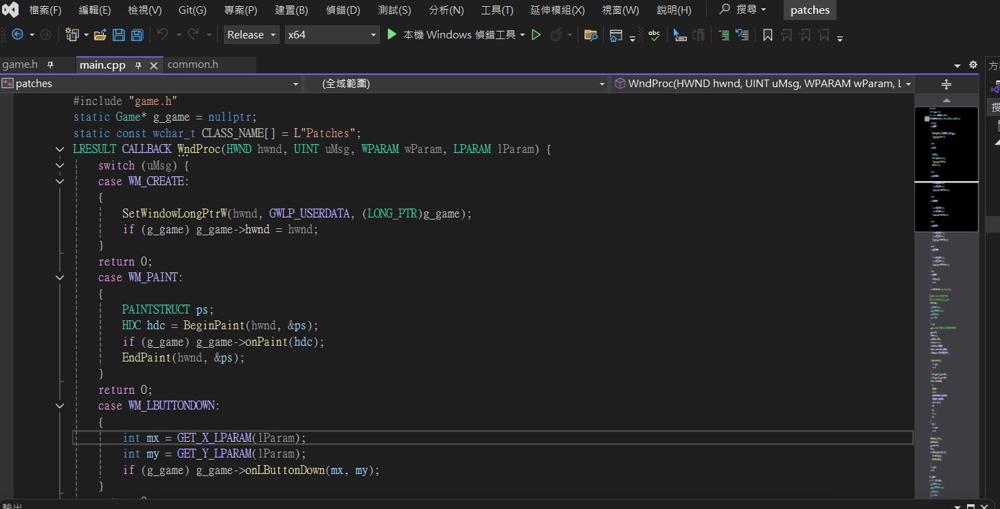 檔案(F) 編輯(E) 檢視(V) Git(G) 專案(P) 建置(B) 偵錯(D) 測試(S) 分析(N) 工具(T) 延伸模組(X) 視窗(W) 說明(H) 搜尋 patches
Release x64 本機 Windows 偵錯工具 abc
game.h main.cpp common.h
patches (全域範圍) WndProc(HWND hwnd, UINT uMsg, WPARAM wParam, L
#include "game.h"
static Game* g_game = nullptr;
static const wchar_t CLASS_NAME[] = L"Patches";
LRESULT CALLBACK WndProc(HWND hwnd, UINT uMsg, WPARAM wParam, LPARAM lParam) {
switch (uMsg) {
case WM_CREATE:
{
SetWindowLongPtrW(hwnd, GWLP_USERDATA, (LONG_PTR)g_game);
if (g_game) g_game->hwnd = hwnd;
}
return 0;
case WM_PAINT:
{
PAINTSTRUCT ps;
HDC hdc = BeginPaint(hwnd, &ps);
if (g_game) g_game->onPaint(hdc);
EndPaint(hwnd, &ps);
}
return 0;
case WM_LBUTTONDOWN:
{
int mx = GET_X_LPARAM(lParam);
int my = GET_Y_LPARAM(lParam);
if (g_game) g_game->onLButtonDown(mx, my);
}
輸出